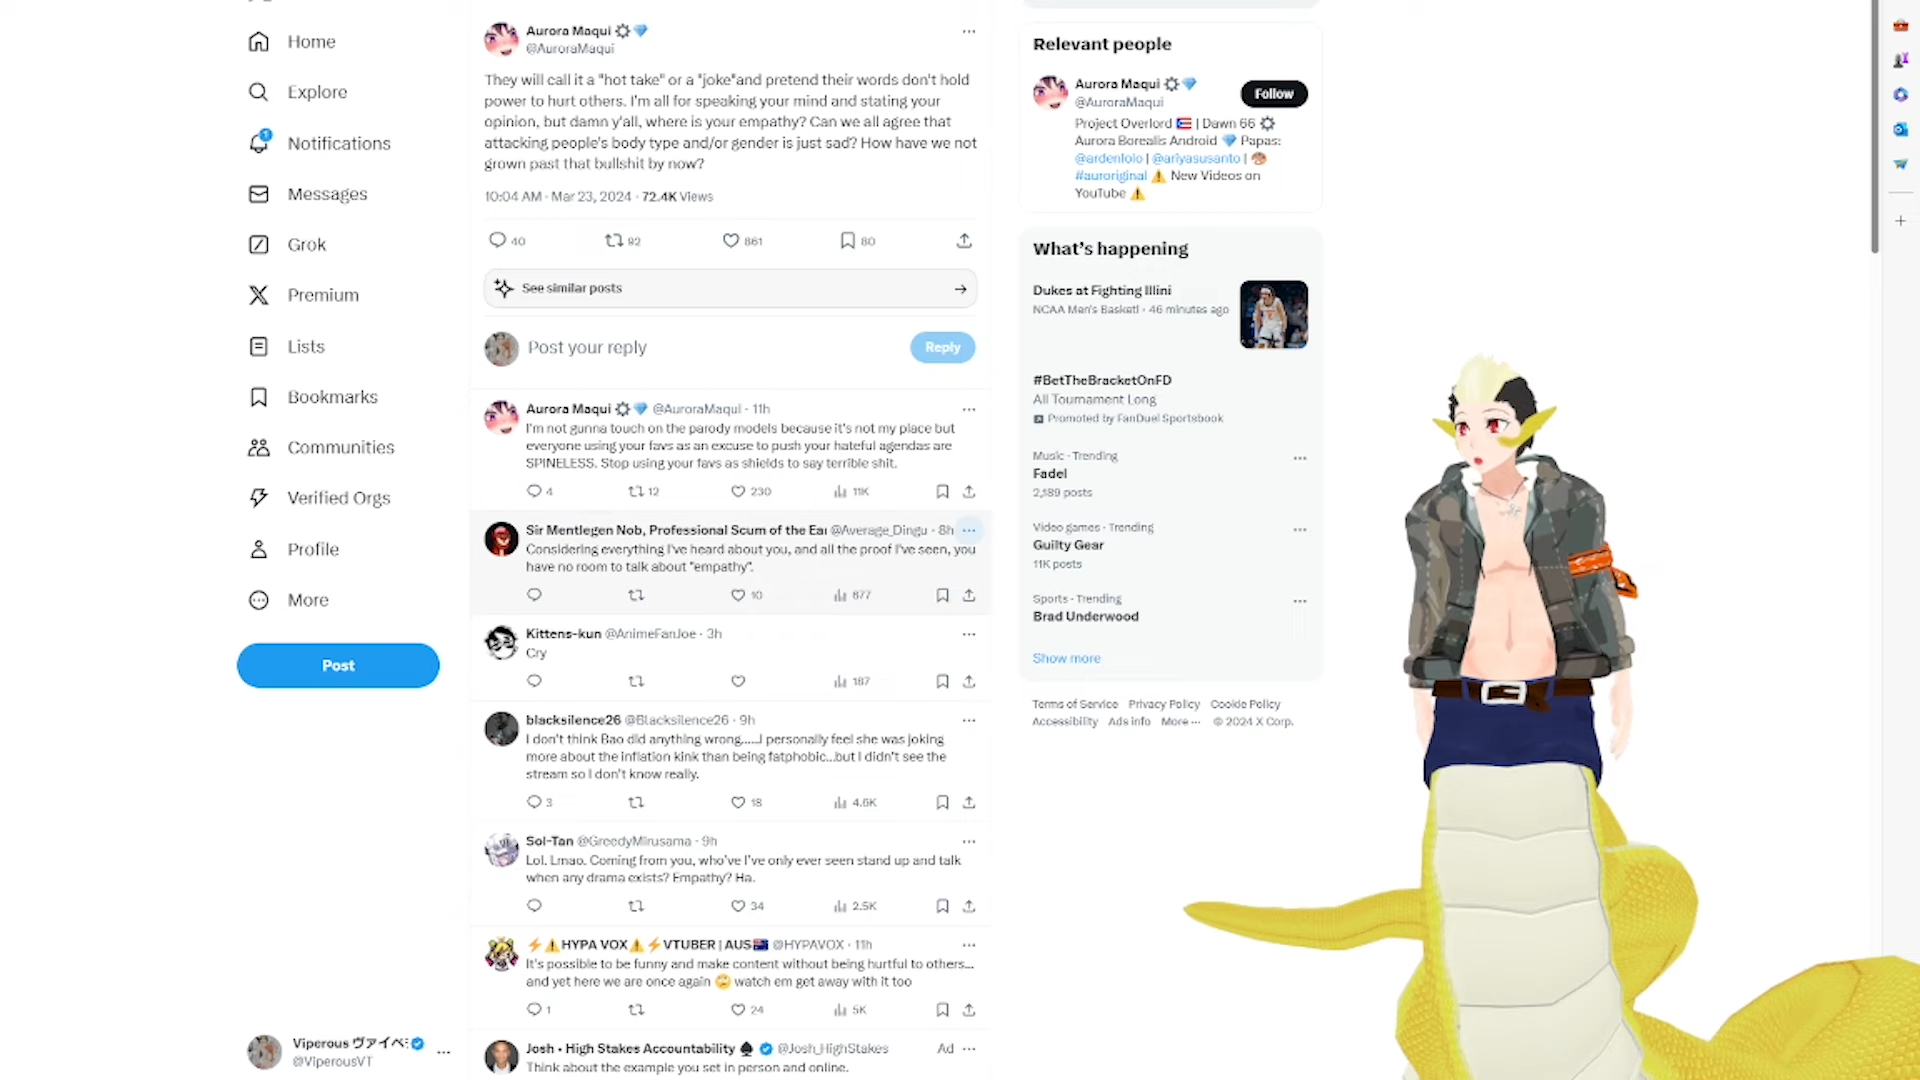 Home
Explore
Notifications
Messages
Grok
Premium
Lists
Bookmarks
Communities
Verified Orgs
Profile
More
Post
Viperous
@ViperousVT
Aurora Maqui
@AuroraMaqui
They will call it a "hot take" or a "joke"and pretend their words don't hold
power to hurt others. I'm all for speaking your mind and stating your
opinion, but damn y'all, where is your empathy? Can we all agree that
attacking people's body type and/or gender is just sad? How have we not
grown past that bullshit by now?
10:04 AM · Mar 23, 2024 · 72.4K Views
40 92 861 80
See similar posts
Post your reply
Reply
Aurora Maqui @AuroraMaqui · 11h
I'm not gunna touch on the parody models because it's not my place but
everyone using your favs as an excuse to push your hateful agendas are
SPINELESS. Stop using your favs as shields to say terrible shit.
4 12 230 11K
Sir Mentlegen Nob, Professional Scum of the Ear @Average_Dingu · 8h
Considering everything I've heard about you, and all the proof I've seen, you
have no room to talk about "empathy".
10 877
Kittens-kun @AnimeFanJoe · 3h
Cry
187
blacksilence26 @Blacksilence26 · 9h
I don't think Bao did anything wrong.....I personally feel she was joking
more about the inflation kink than being fatphobic...but I didn't see the
stream so I don't know really.
3 18 4.6K
Sol-Tan @GreedyMirusama · 9h
Lol. Lmao. Coming from you, who've I've only ever seen stand up and talk
when any drama exists? Empathy? Ha.
34 2.5K
⚡⚠️HYPA VOX⚠️⚡VTUBER | AUS @HYPAVOX · 11h
It's possible to be funny and make content without being hurtful to others...
and yet here we are once again 🙄 watch em get away with it too
1 24 5K
Josh • High Stakes Accountability ♠ @Josh_HighStakes Ad
Think about the example you set in person and online.
Relevant people
Aurora Maqui
@AuroraMaqui
Follow
Project Overlord | Dawn 66
Aurora Borealis Android 💎 Papas:
@ardenlolo | @ariyasusanto |
#auroriginal ⚠️ New Videos on
YouTube ⚠️
What's happening
Dukes at Fighting Illini
NCAA Men's Basketl · 46 minutes ago
#BetTheBracketOnFD
All Tournament Long
Promoted by FanDuel Sportsbook
Music · Trending
Fadel
2,189 posts
Video games · Trending
Guilty Gear
11K posts
Sports · Trending
Brad Underwood
Show more
Terms of Service Privacy Policy Cookie Policy
Accessibility Ads info More ··· © 2024 X Corp.